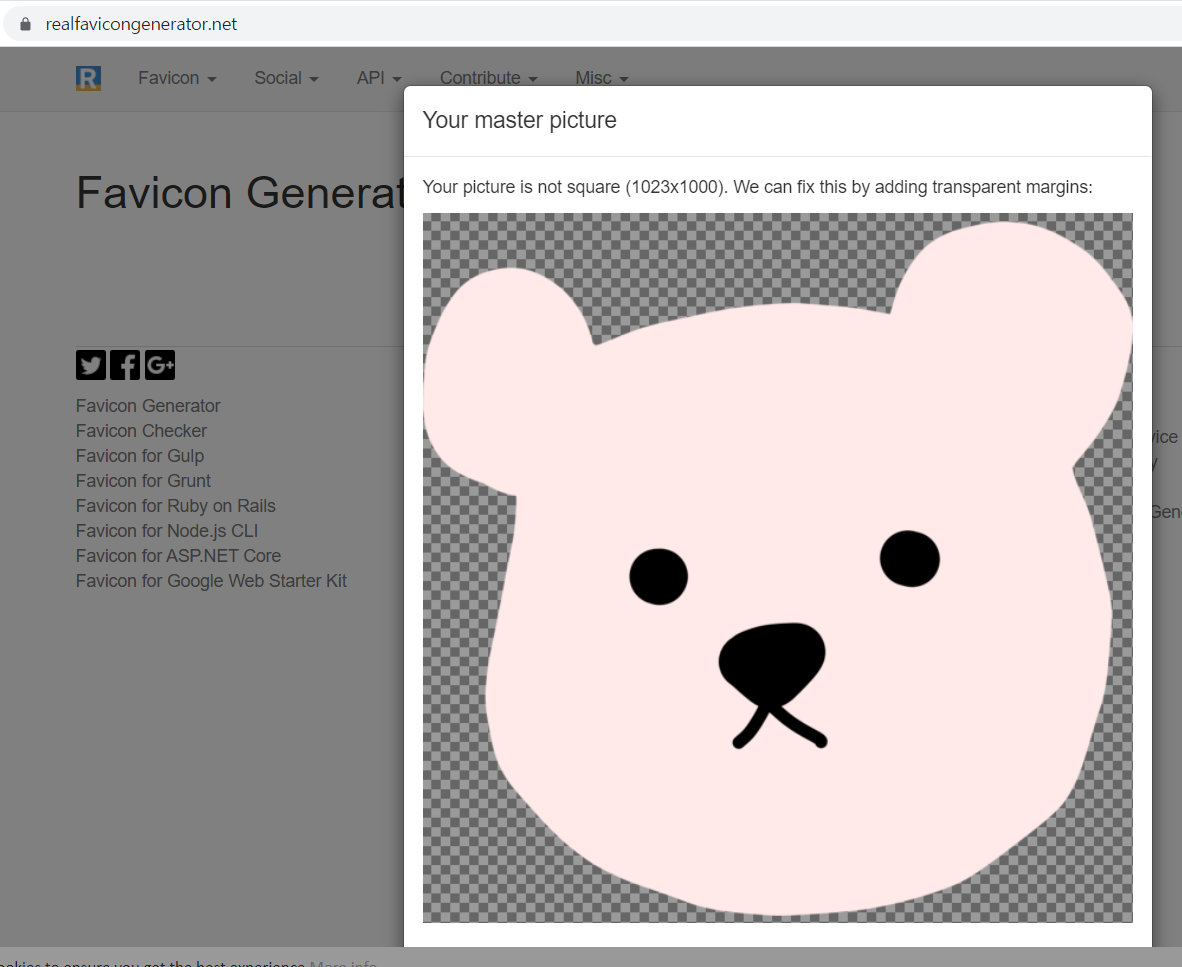 realfavicongenerator.net
R Favicon Social API Contribute Misc
Your master picture
Your picture is not square (1023x1000). We can fix this by adding transparent margins:
Favicon Generat
Favicon Generator
Favicon Checker
Favicon for Gulp
Favicon for Grunt
Favicon for Ruby on Rails
Favicon for Node.js CLI
Favicon for ASP.NET Core
Favicon for Google Web Starter Kit
to ensure you get the best experience More info